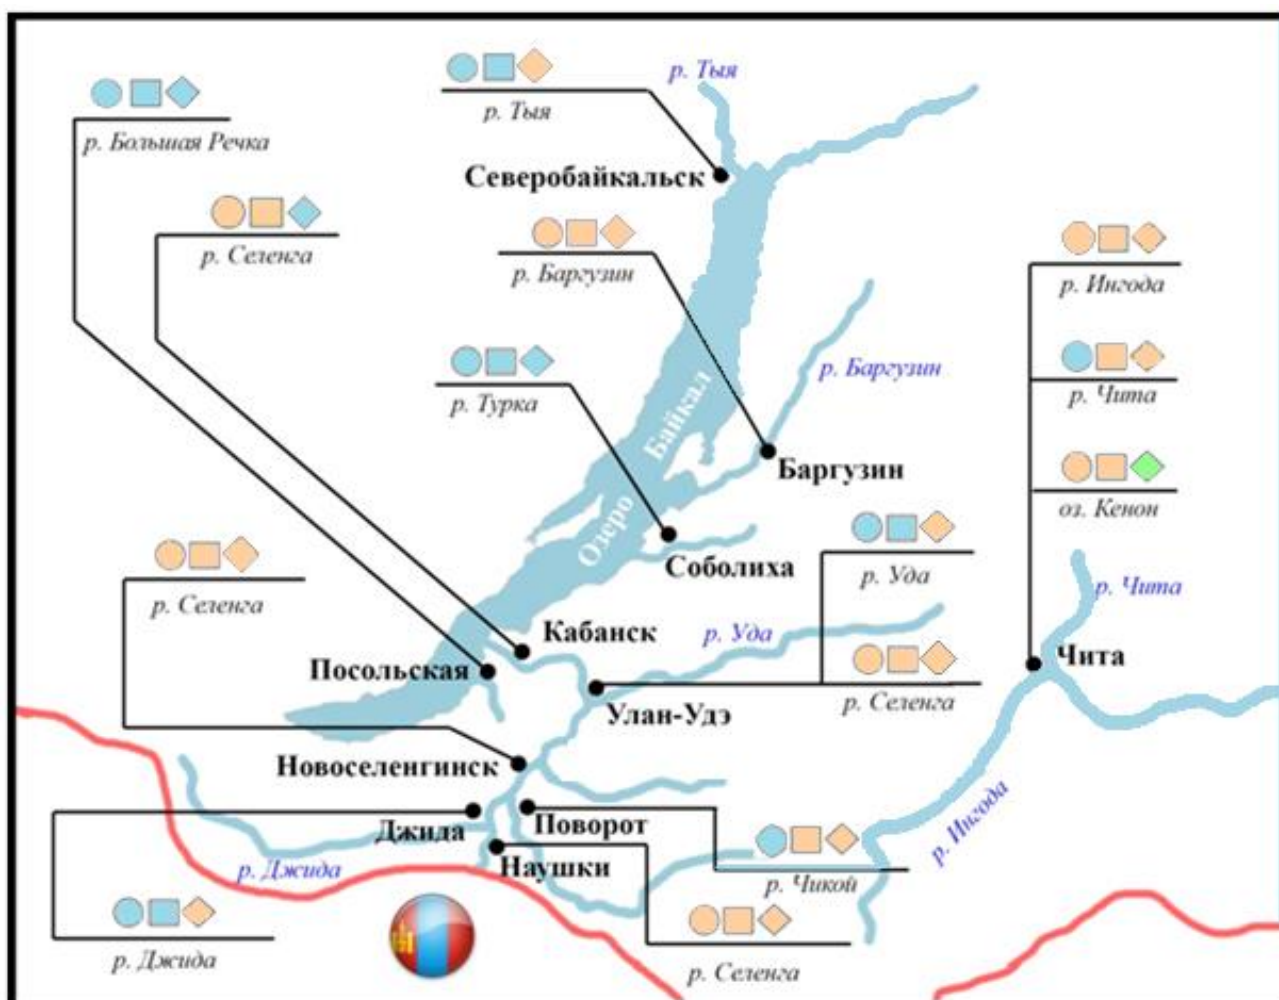 р. Тыя
р. Тыя
р. Большая Речка
Северобайкальск
р. Селенга
р. Баргузин
р. Ингода
р. Баргузин
р. Чита
р. Турка
Озеро Байкал
Баргузин
оз. Кенон
Соболиха
р. Уда
р. Чита
р. Селенга
Кабанск
р. Уда
Посольская
Чита
р. Селенга
Улан-Удэ
Новоселенгинск
Джида
Поворот
р. Ингода
Наушки
р. Джида
р. Чикой
р. Джида
р. Селенга